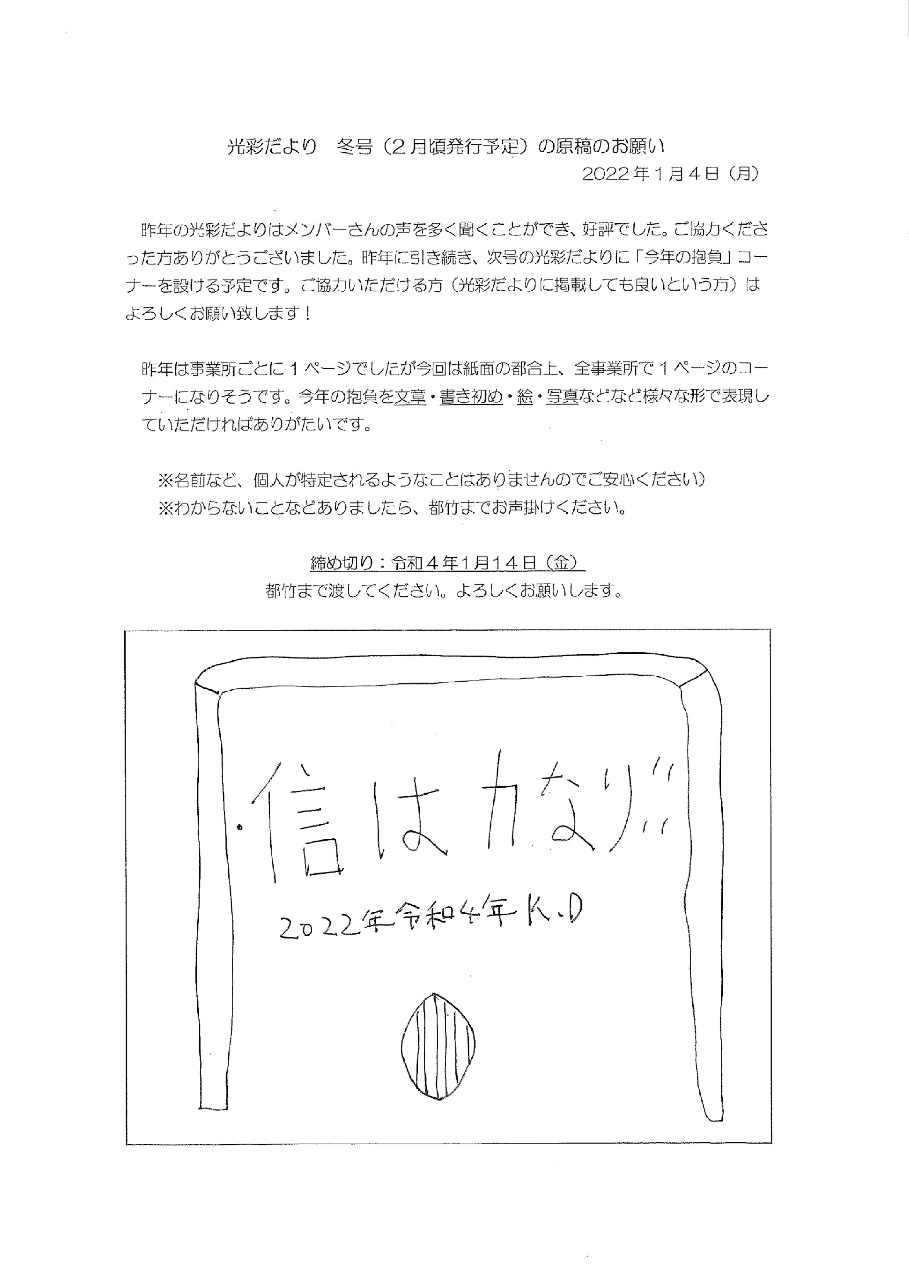 光彩だより　冬号（２月頃発行予定）の原稿のお願い
２０２２年１月４日（月）
昨年の光彩だよりはメンバーさんの声を多く聞くことができ、好評でした。ご協力くださ
った方ありがとうございました。昨年に引き続き、次号の光彩だよりに「今年の抱負」コー
ナーを設ける予定です。ご協力いただける方（光彩だよりに掲載しても良いという方）は
よろしくお願い致します！
昨年は事業所ごとに１ページでしたが今回は紙面の都合上、全事業所で１ページのコー
ナーになりそうです。今年の抱負を文章・書き初め・絵・写真などなど様々な形で表現し
ていただければありがたいです。
※名前など、個人が特定されるようなことはありませんのでご安心ください）
※わからないことなどありましたら、都竹までお声掛けください。
締め切り：令和４年１月１４日（金）
都竹まで渡してください。よろしくお願いします。
信は力なり!!
2022年令和4年 K.D